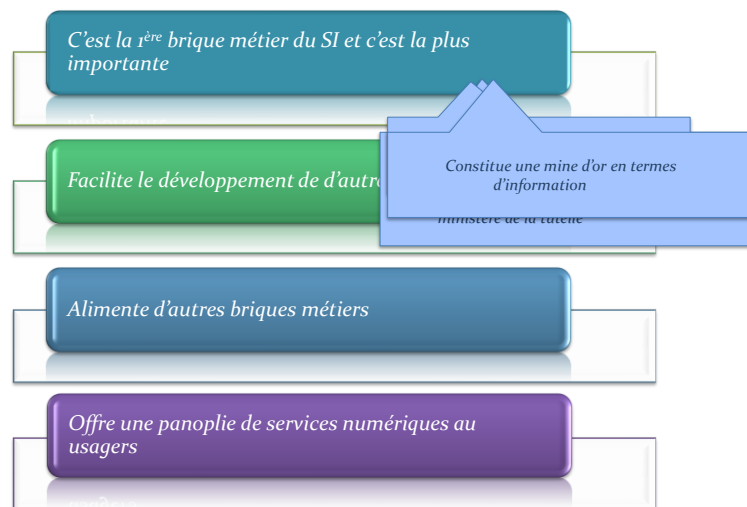 C'est la 1ère brique métier du SI et c'est la plus
importante
Facilite le développement de d'autr
Constitue une mine d'or en termes
d'information
ministère de la tutelle
Alimente d'autres briques métiers
Offre une panoplie de services numériques au
usagers